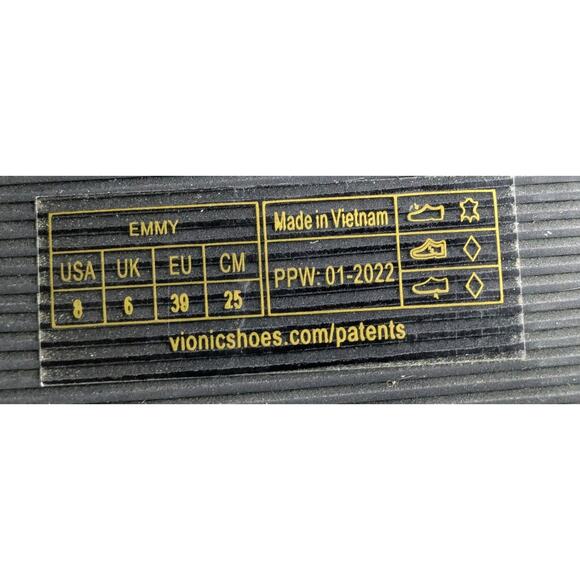 EMMY
USA UK EU CM
8 6 39 25
Made in Vietnam
PPW: 01-2022
vionicshoes.com/patents